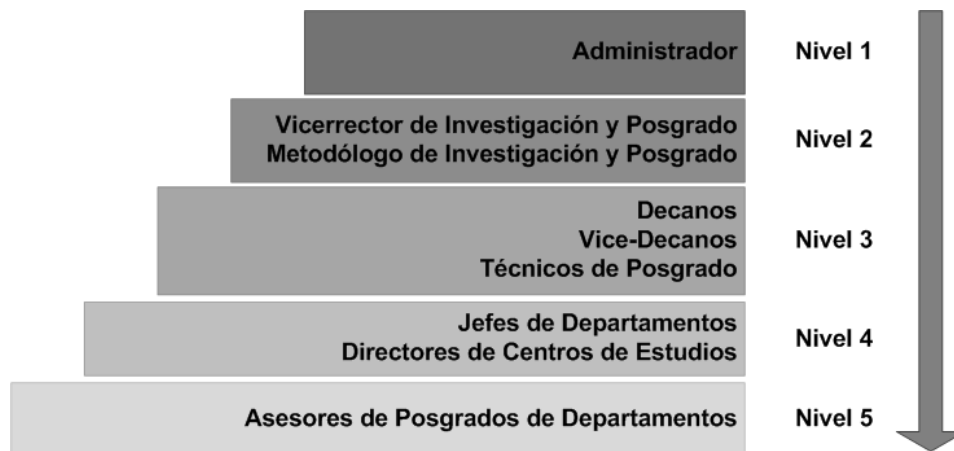 Administrador Nivel 1
Vicerrector de Investigación y Posgrado
Metodólogo de Investigación y Posgrado
Nivel 2
Decanos
Vice-Decanos
Técnicos de Posgrado
Nivel 3
Jefes de Departamentos
Directores de Centros de Estudios
Nivel 4
Asesores de Posgrados de Departamentos Nivel 5